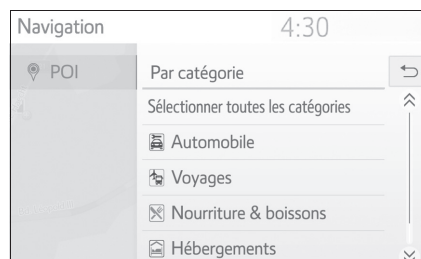 Navigation 4:30
POI
Par catégorie
Sélectionner toutes les catégories
Automobile
Voyages
Nourriture & boissons
Hébergements